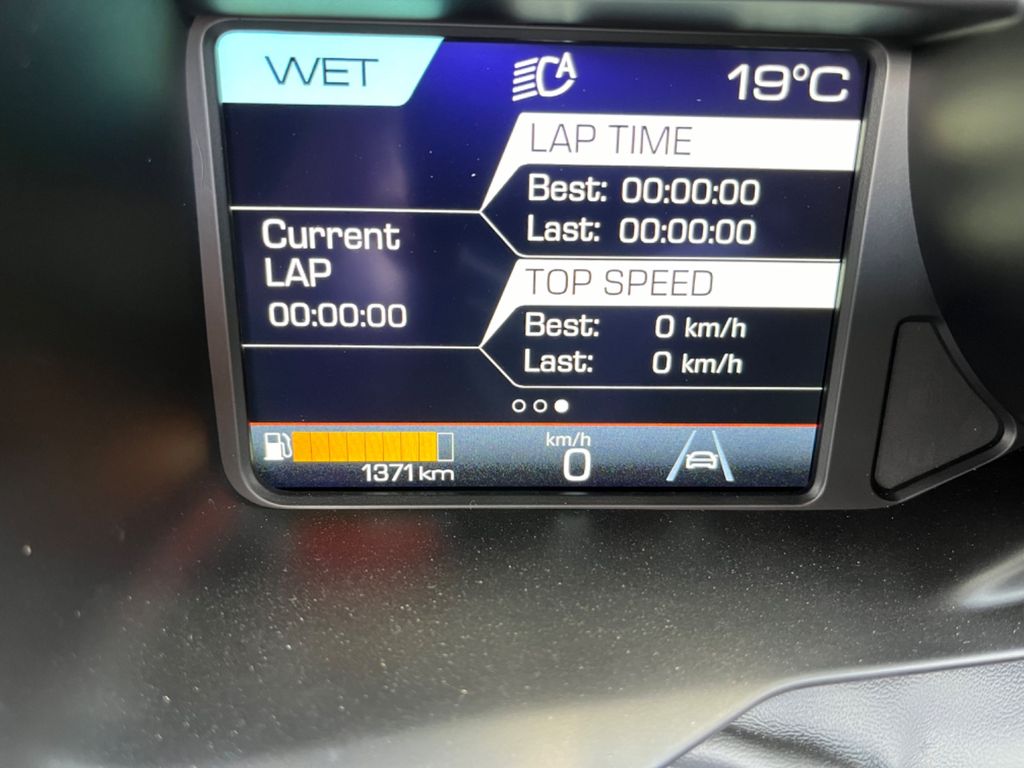 WET
A
19°C
LAP TIME
Best: 00:00:00
Last: 00:00:00
Current
LAP
00:00:00
TOP SPEED
Best: 0 km/h
Last: 0 km/h
1371 km
km/h
0